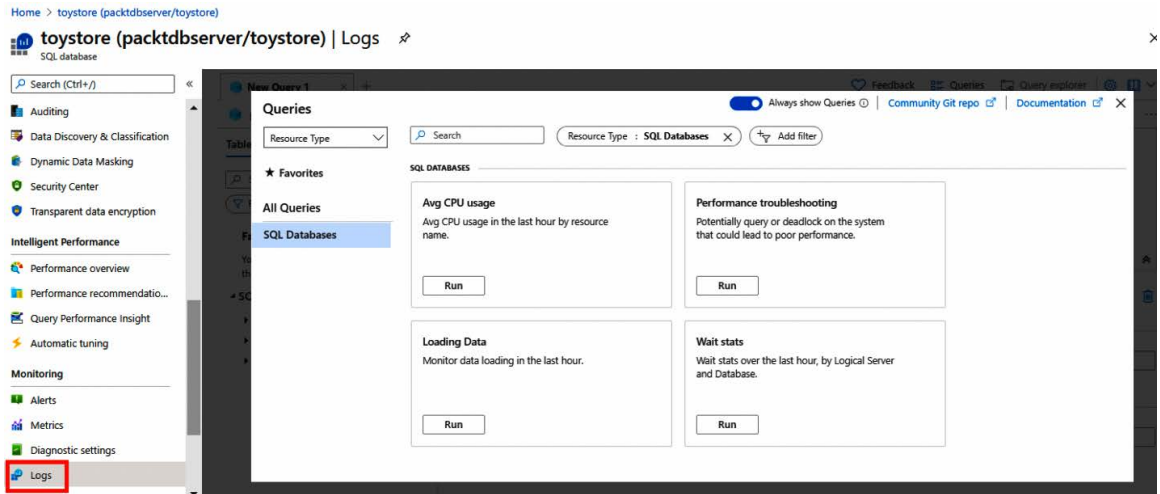 Home > toystore (packtdbserver/toystore)
toystore (packtdbserver/toystore) | Logs
SQL database
Search (Ctrl+/)
Auditing
Data Discovery & Classification
Dynamic Data Masking
Security Center
Transparent data encryption
Intelligent Performance
Performance overview
Performance recommendatio...
Query Performance Insight
Automatic tuning
Monitoring
Alerts
Metrics
Diagnostic settings
Logs
New Query 1
Feedback
Queries
Query explorer
Table
Queries
Always show Queries
Community Git repo
Documentation
Resource Type
Search
Resource Type : SQL Databases
Add filter
Favorites
All Queries
SQL Databases
SQL DATABASES
Avg CPU usage
Avg CPU usage in the last hour by resource
name.
Run
Performance troubleshooting
Potentially query or deadlock on the system
that could lead to poor performance.
Run
Loading Data
Monitor data loading in the last hour.
Run
Wait stats
Wait stats over the last hour, by Logical Server
and Database.
Run